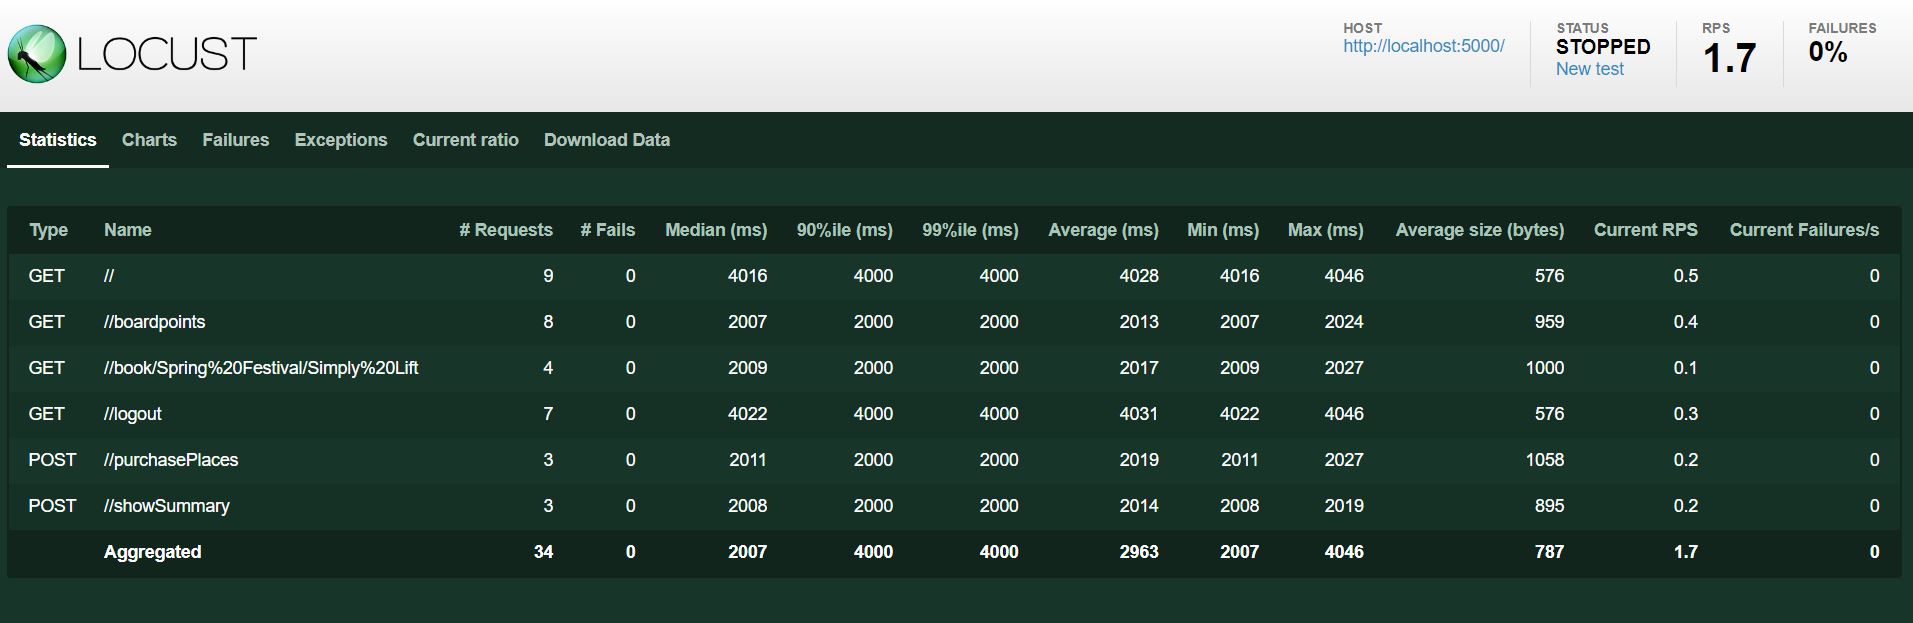 LOCUST
HOST
http://localhost:5000/
STATUS
STOPPED
New test
RPS
1.7
FAILURES
0%
Statistics Charts Failures Exceptions Current ratio Download Data
Type Name # Requests # Fails Median (ms) 90%ile (ms) 99%ile (ms) Average (ms) Min (ms) Max (ms) Average size (bytes) Current RPS Current Failures/s
GET // 9 0 4016 4000 4000 4028 4016 4046 576 0.5 0
GET //boardpoints 8 0 2007 2000 2000 2013 2007 2024 959 0.4 0
GET //book/Spring%20Festival/Simply%20Lift 4 0 2009 2000 2000 2017 2009 2027 1000 0.1 0
GET //logout 7 0 4022 4000 4000 4031 4022 4046 576 0.3 0
POST //purchasePlaces 3 0 2011 2000 2000 2019 2011 2027 1058 0.2 0
POST //showSummary 3 0 2008 2000 2000 2014 2008 2019 895 0.2 0
Aggregated 34 0 2007 4000 4000 2963 2007 4046 787 1.7 0